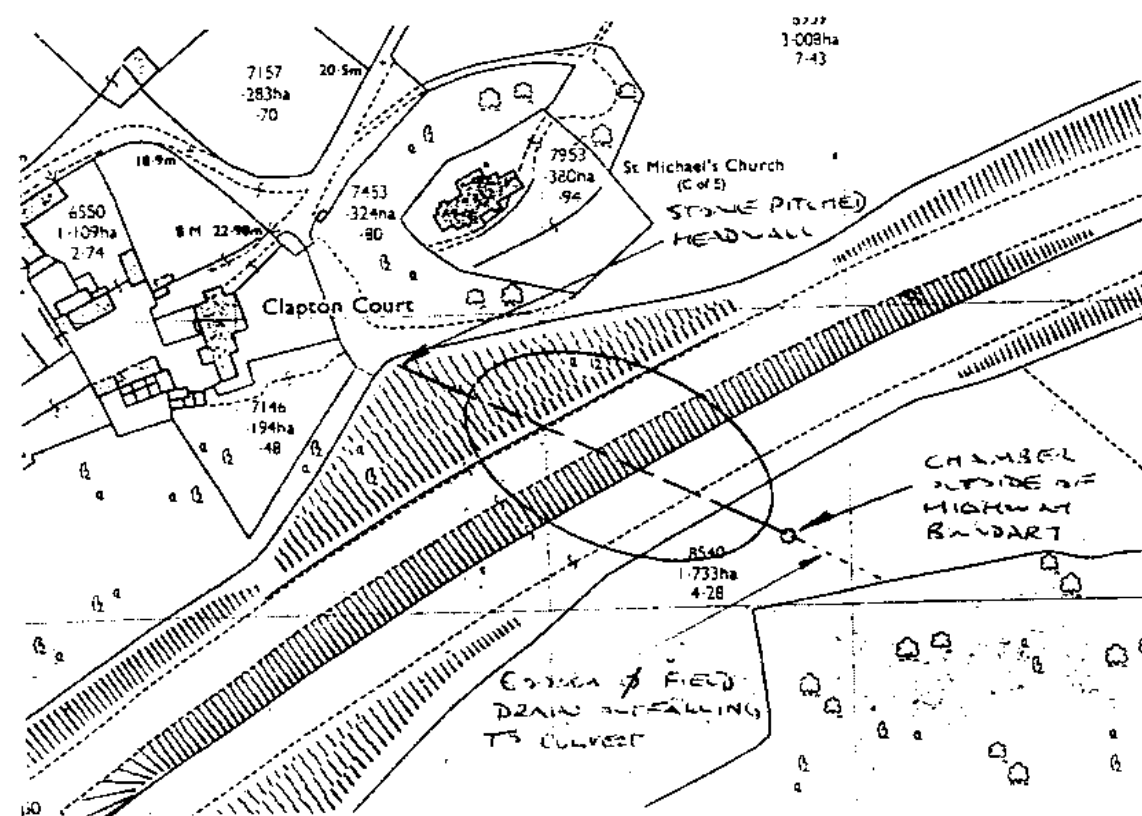 3·008ha
7·43
7157
·283ha
·70
20·5m
18·9m
6550
1·109ha
2·74
B M 22·98m
7453
·324ha
·80
7953
·380ha
·94
St. Michael's Church
(C of E)
STONE PITCHED
HEADWALL
Clapton Court
7146
·194ha
·48
CHAMBER
OUTSIDE OF
HIGHWAY
BOUNDARY
8540
1·733ha
4·28
Ø FIELD
DRAIN OUTFALLING
TO CULVERT